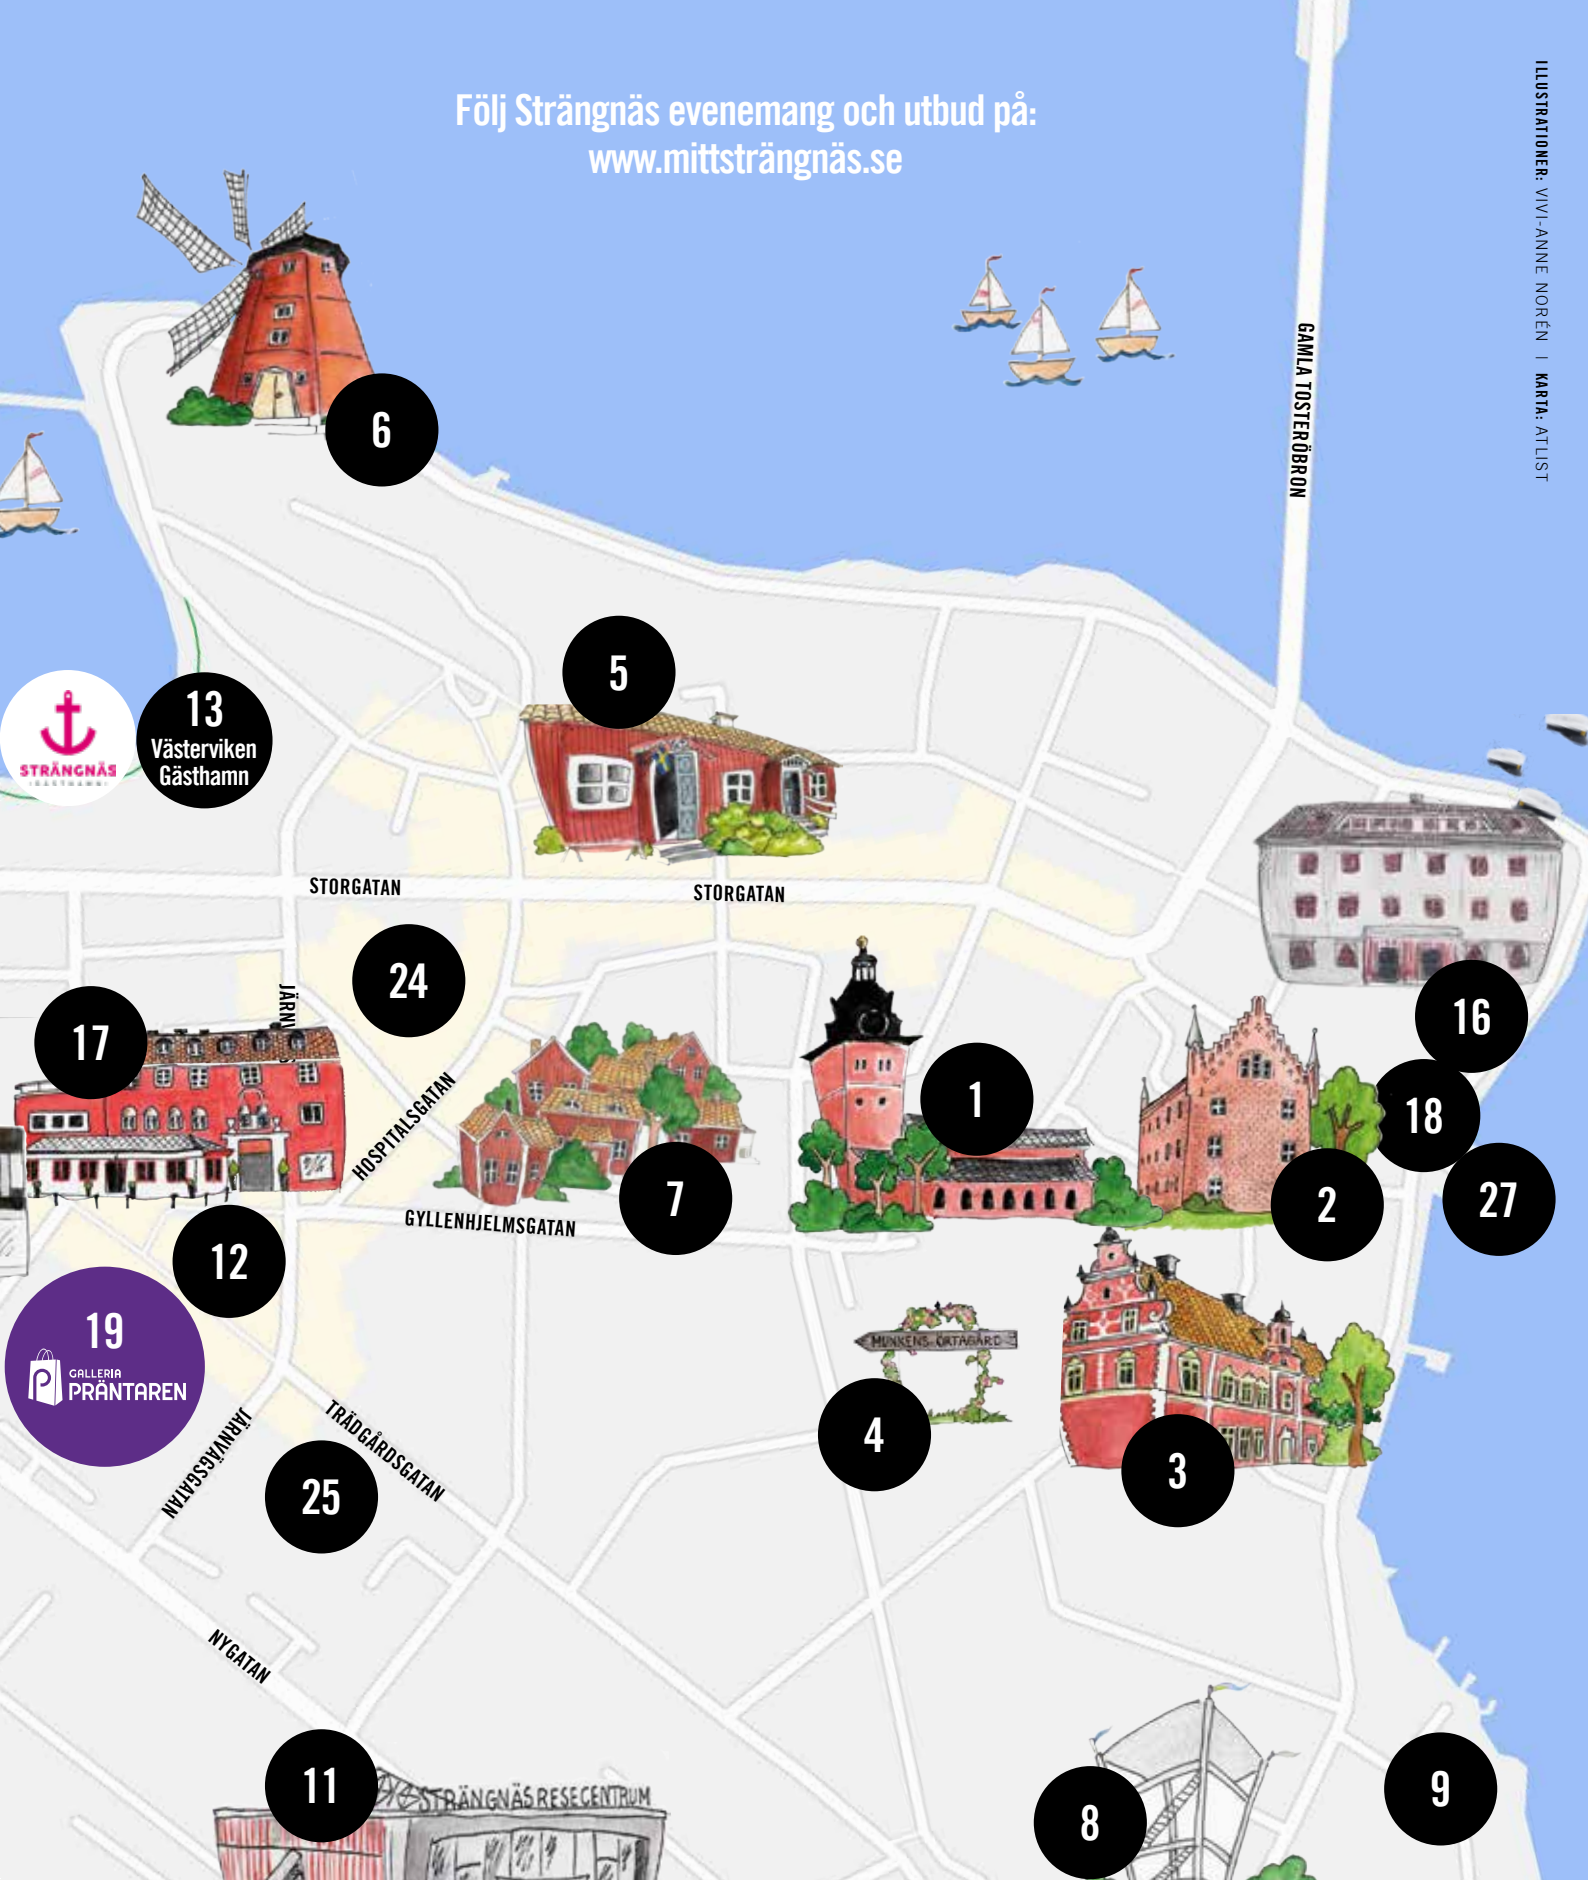 Följ Strängnäs evenemang och utbud på:
www.mittsträngnäs.se
ILLUSTRATIONER: VIVI-ANNE NORÉN | KARTA: ATLIST
GAMLA TOSTERÖBRON
6
5
STRÄNGNÄS
GÄSTHAMN
13
Västerviken
Gästhamn
STORGATAN
STORGATAN
24
17
JÄRNV
16
1
18
HOSPITALSGATAN
7
2
27
GYLLENHJELMSGATAN
12
19
GALLERIA
PRÄNTAREN
MUNKENS ÖRTAGÅRD
4
3
JÄRNVÄGSGATAN
TRÄDGÅRDSGATAN
25
NYGATAN
11
STRÄNGNÄS RESECENTRUM
8
9